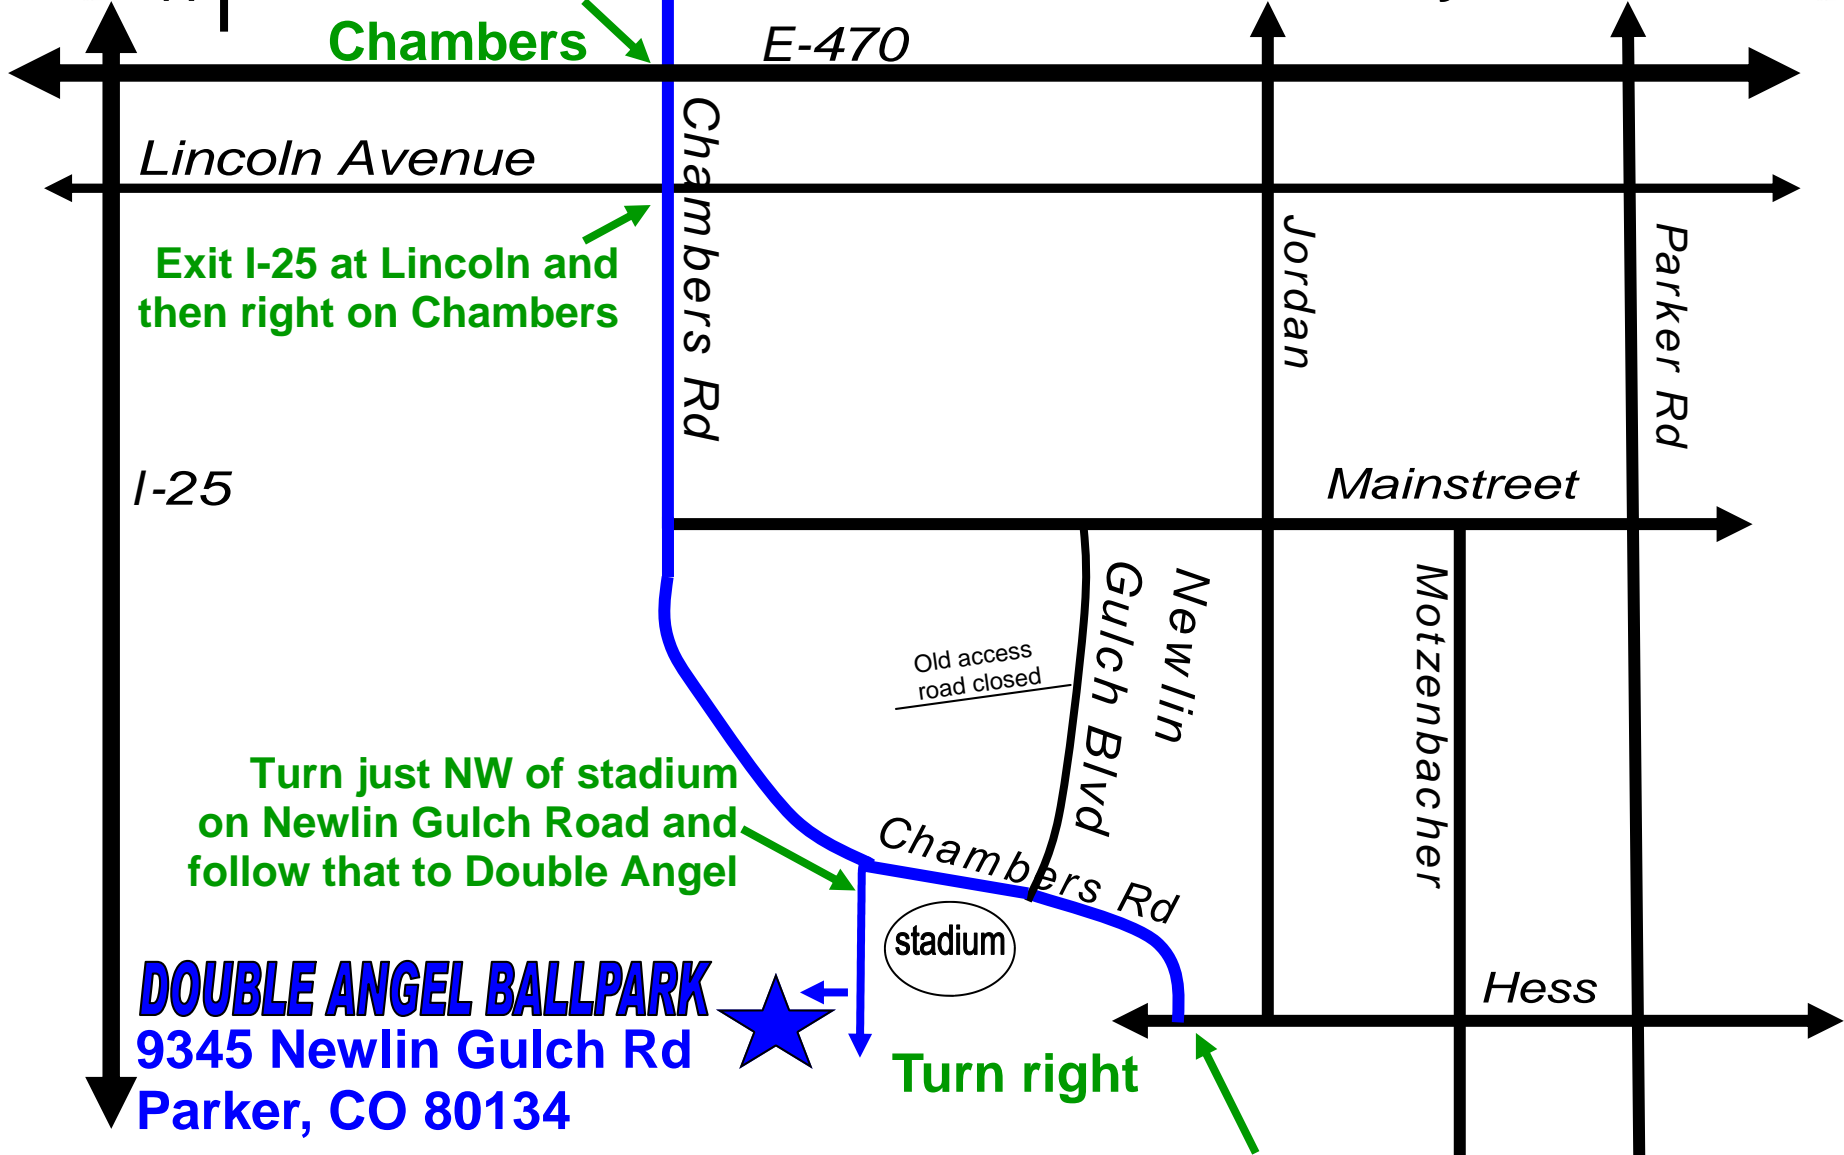 Chambers
E-470
Lincoln Avenue
Chambers Rd
Exit I-25 at Lincoln and
then right on Chambers
Jordan
Parker Rd
I-25
Mainstreet
Newlin
Gulch Blvd
Motzenbacher
Old access
road closed
Turn just NW of stadium
on Newlin Gulch Road and
follow that to Double Angel
Chambers Rd
stadium
Hess
DOUBLE ANGEL BALLPARK
9345 Newlin Gulch Rd
Parker, CO 80134
Turn right